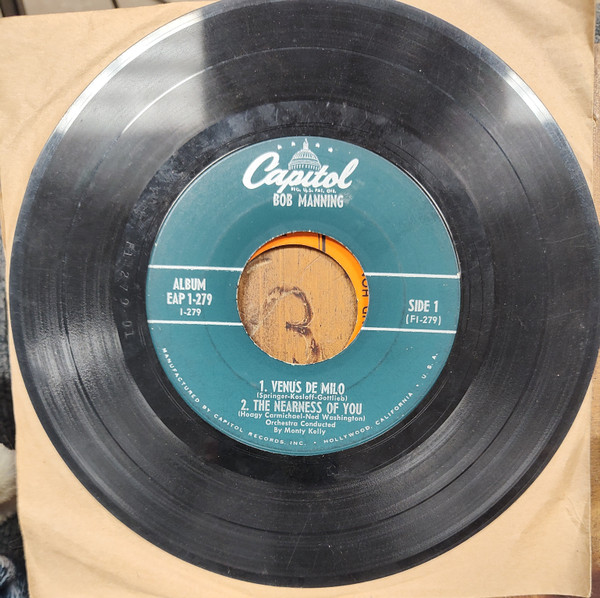 Capitol
REG. U.S. PAT. OFF.
BOB MANNING
ALBUM
EAP 1-279
1-279
SIDE 1
(F1-279)
1. VENUS DE MILO
(Springer-Kosloff-Gottlieb)
2. THE NEARNESS OF YOU
(Hoagy Carmichael-Ned Washington)
Orchestra Conducted
By Monty Kelly
MANUFACTURED BY CAPITOL RECORDS, INC. • HOLLYWOOD, CALIFORNIA • U.S.A.